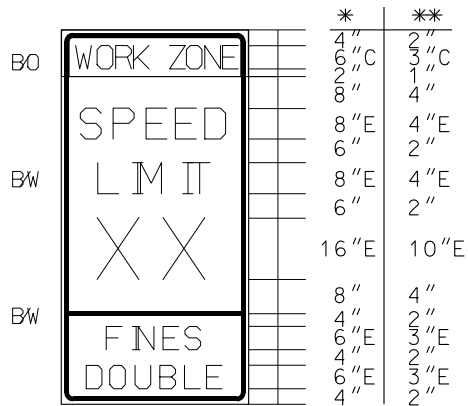 * **
4" 2"
B/O WORK ZONE 6"C 3"C
2" 1"
8" 4"
SPEED 8"E 4"E
6" 2"
B/W LIMIT 8"E 4"E
6" 2"
XX 16"E 10"E
8" 4"
B/W 4" 2"
FINES 6"E 3"E
4" 2"
DOUBLE 6"E 3"E
4" 2"